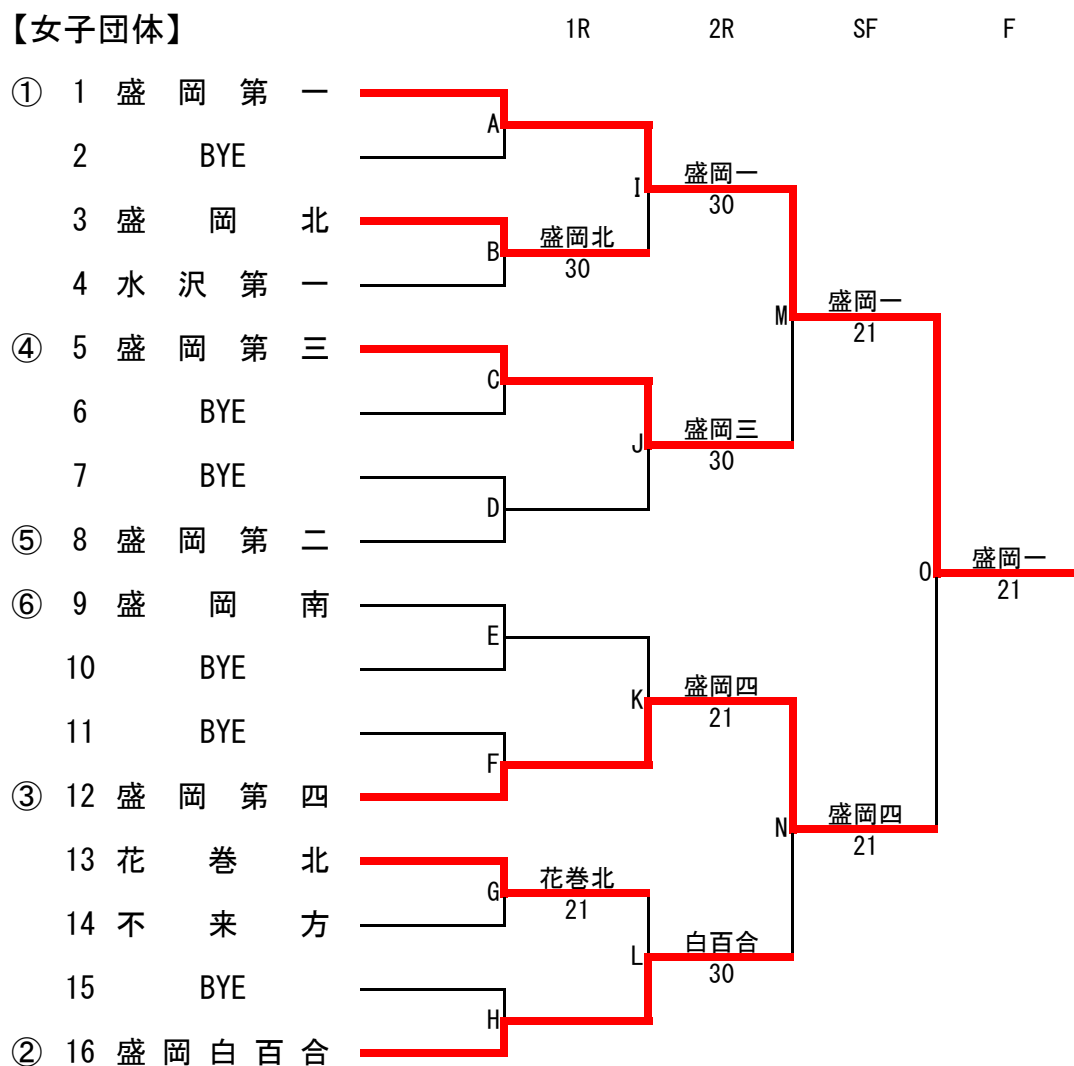 【女子団体】 1R 2R SF F
① 1 盛岡第一
A
2 BYE
盛岡一
I
30
3 盛岡北
盛岡北
B
30
4 水沢第一
盛岡一
M
21
④ 5 盛岡第三
C
6 BYE
盛岡三
J
30
7 BYE
D
⑤ 8 盛岡第二
盛岡一
O
21
⑥ 9 盛岡南
E
10 BYE
盛岡四
K
21
11 BYE
F
③ 12 盛岡第四
盛岡四
N
21
13 花巻北
花巻北
G
21
14 不来方
白百合
L
30
15 BYE
H
② 16 盛岡白百合